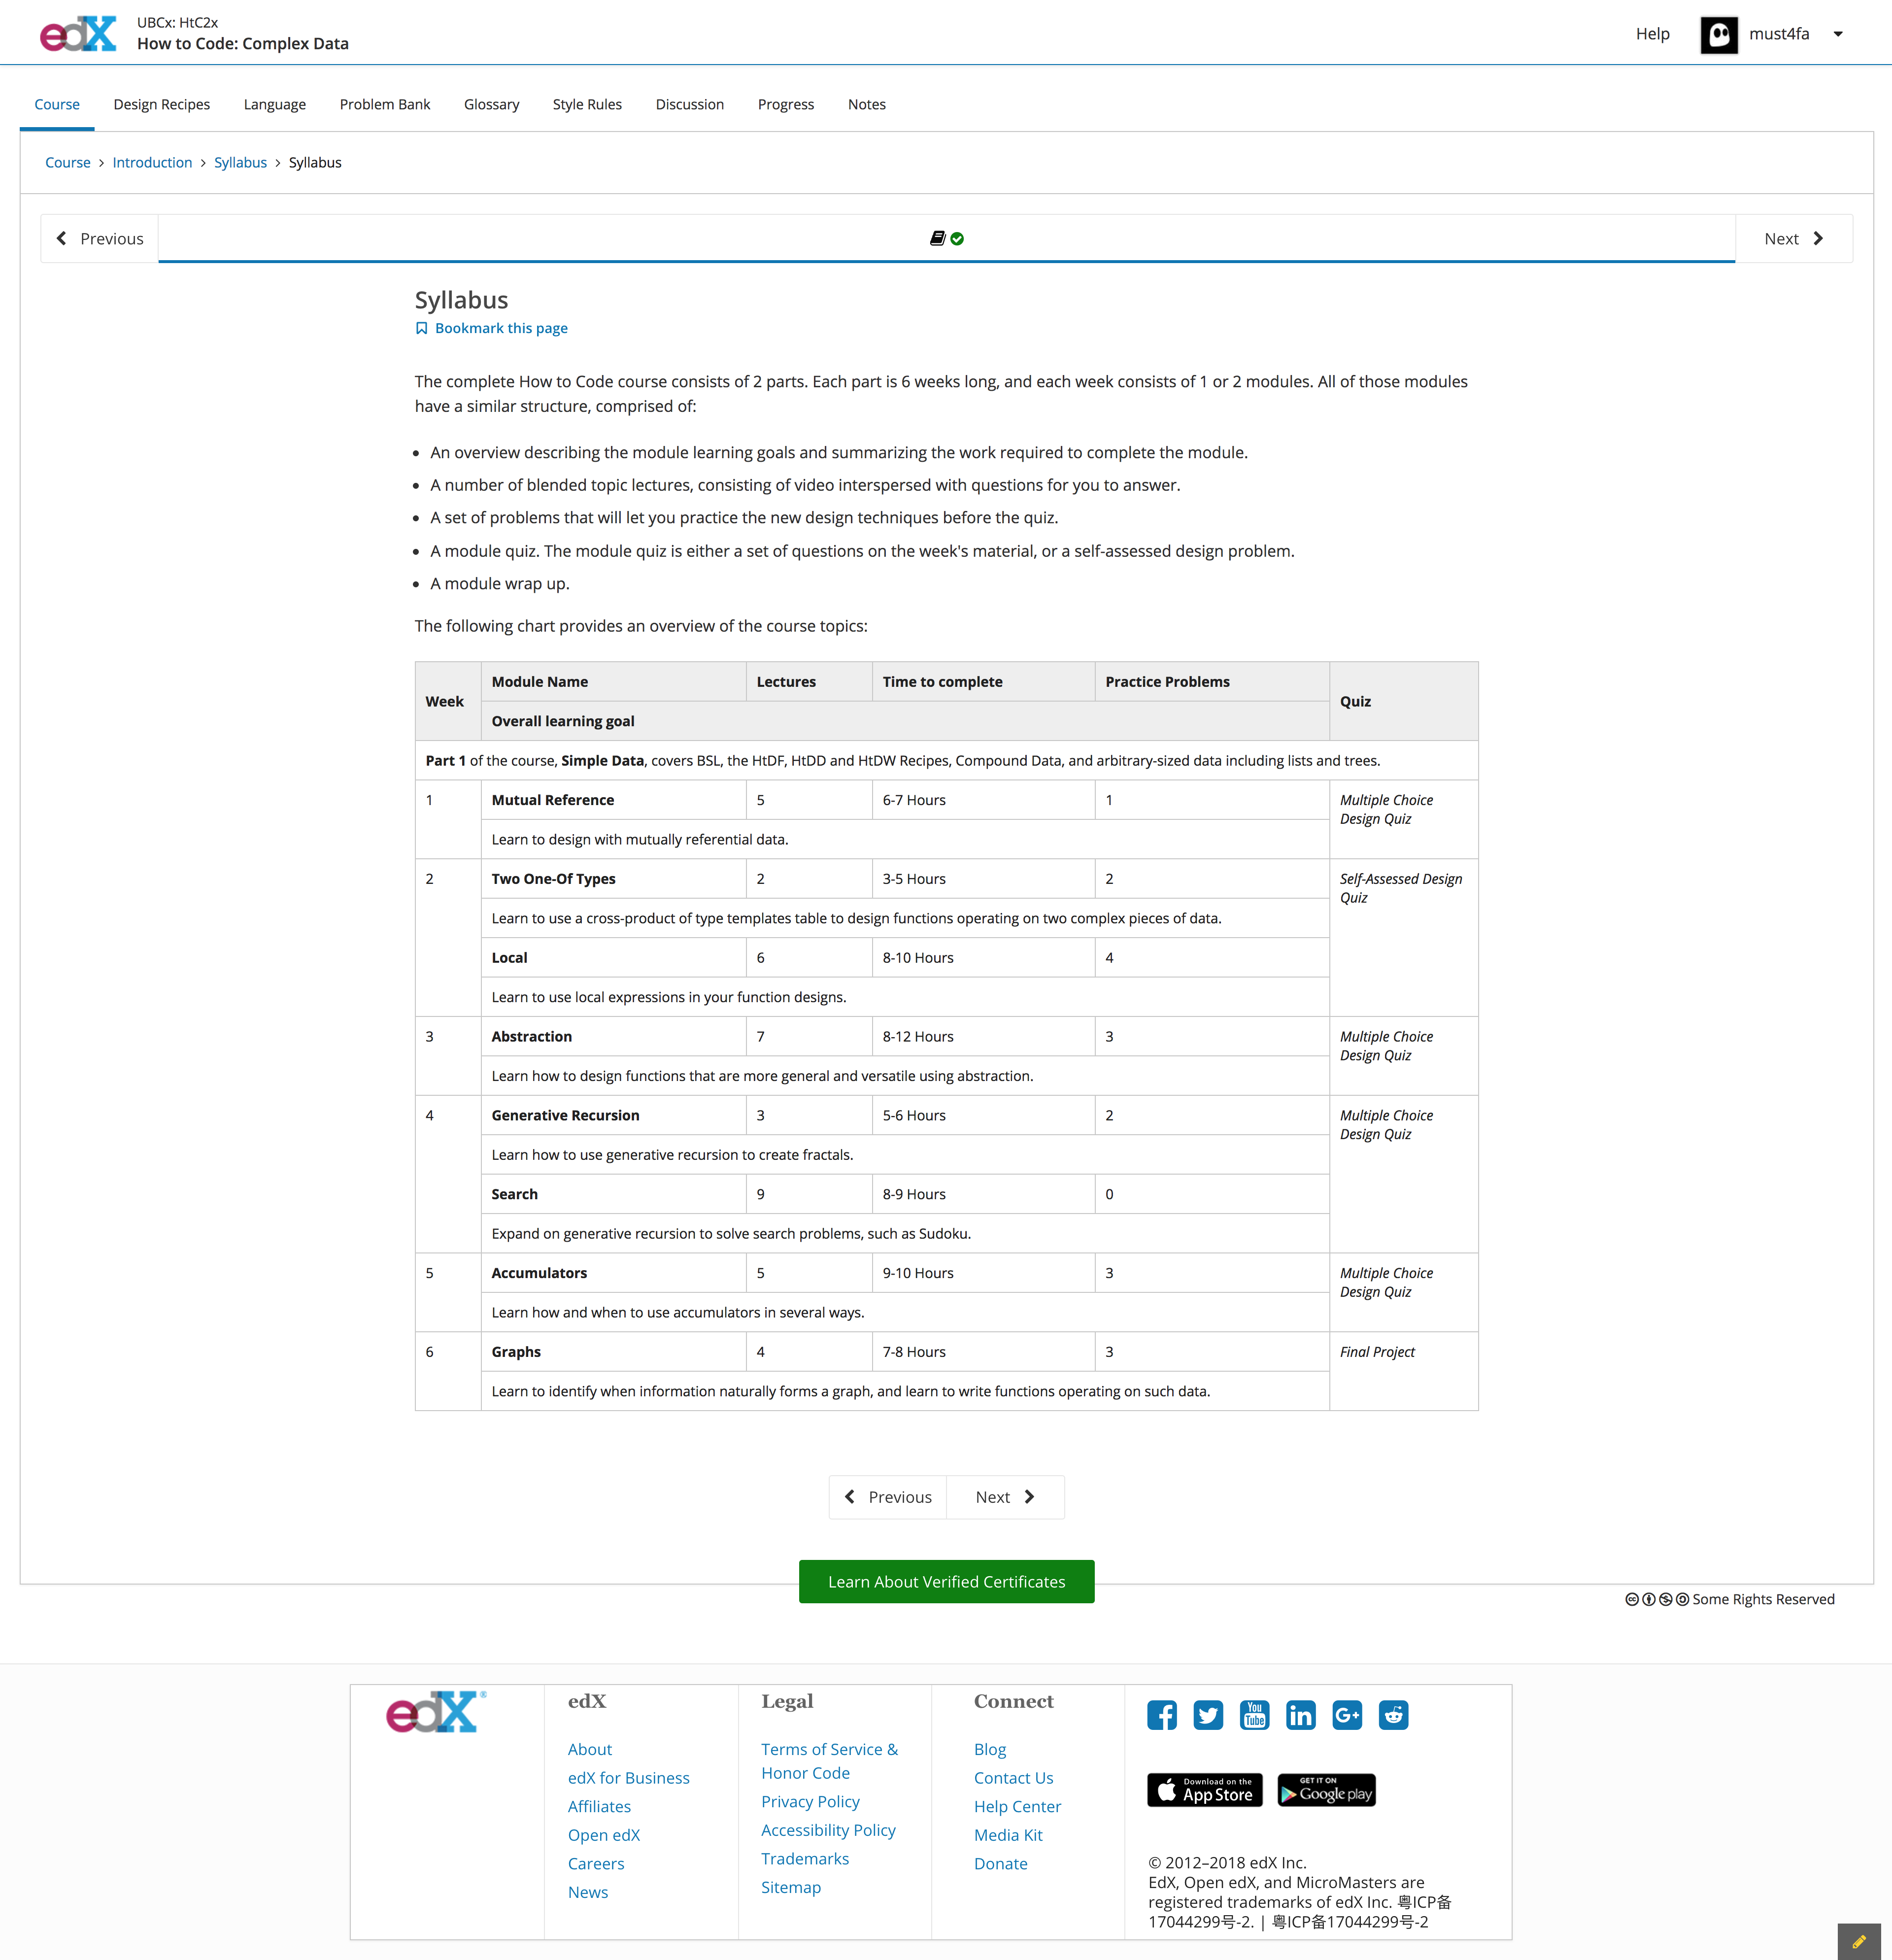 edX
UBCx: HtC2x
How to Code: Complex Data
Help
must4fa
Course
Design Recipes
Language
Problem Bank
Glossary
Style Rules
Discussion
Progress
Notes
Course > Introduction > Syllabus > Syllabus
Previous
Next
Syllabus
Bookmark this page
The complete How to Code course consists of 2 parts. Each part is 6 weeks long, and each week consists of 1 or 2 modules. All of those modules
have a similar structure, comprised of:
• An overview describing the module learning goals and summarizing the work required to complete the module.
• A number of blended topic lectures, consisting of video interspersed with questions for you to answer.
• A set of problems that will let you practice the new design techniques before the quiz.
• A module quiz. The module quiz is either a set of questions on the week's material, or a self-assessed design problem.
• A module wrap up.
The following chart provides an overview of the course topics:
Week
Module Name
Lectures
Time to complete
Practice Problems
Quiz
Overall learning goal
Part 1 of the course, Simple Data, covers BSL, the HtDF, HtDD and HtDW Recipes, Compound Data, and arbitrary-sized data including lists and trees.
1
Mutual Reference
5
6-7 Hours
1
Multiple Choice
Design Quiz
Learn to design with mutually referential data.
2
Two One-Of Types
2
3-5 Hours
2
Self-Assessed Design
Quiz
Learn to use a cross-product of type templates table to design functions operating on two complex pieces of data.
Local
6
8-10 Hours
4
Learn to use local expressions in your function designs.
3
Abstraction
7
8-12 Hours
3
Multiple Choice
Design Quiz
Learn how to design functions that are more general and versatile using abstraction.
4
Generative Recursion
3
5-6 Hours
2
Multiple Choice
Design Quiz
Learn how to use generative recursion to create fractals.
Search
9
8-9 Hours
0
Expand on generative recursion to solve search problems, such as Sudoku.
5
Accumulators
5
9-10 Hours
3
Multiple Choice
Design Quiz
Learn how and when to use accumulators in several ways.
6
Graphs
4
7-8 Hours
3
Final Project
Learn to identify when information naturally forms a graph, and learn to write functions operating on such data.
Previous
Next
Learn About Verified Certificates
Some Rights Reserved
edX®
edX
About
edX for Business
Affiliates
Open edX
Careers
News
Legal
Terms of Service &
Honor Code
Privacy Policy
Accessibility Policy
Trademarks
Sitemap
Connect
Blog
Contact Us
Help Center
Media Kit
Donate
You
Tube
in
G+
Download on the
App Store
GET IT ON
Google play
© 2012–2018 edX Inc.
EdX, Open edX, and MicroMasters are
registered trademarks of edX Inc. 粤ICP备
17044299号-2. | 粤ICP备17044299号-2